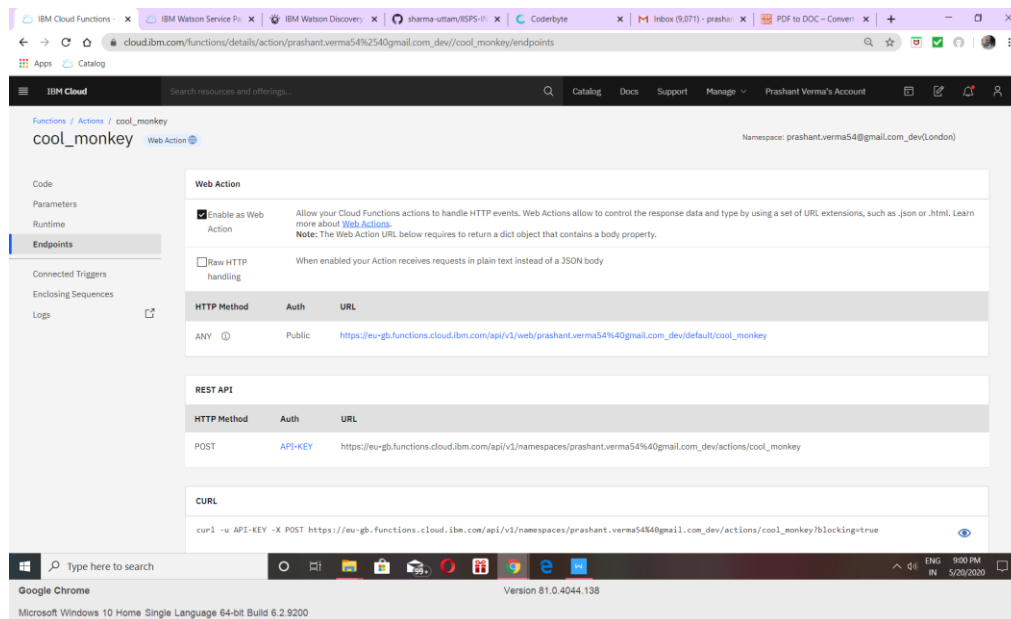 IBM Cloud Functions -
IBM Watson Service Pa
IBM Watson Discovery
sharma-uttam/IISPS-IN
Coderbyte
M Inbox (9,071) - prashan
PDF to DOC – Convert
cloud.ibm.com/functions/details/action/prashant.verma54%2540gmail.com_dev//cool_monkey/endpoints
Apps
Catalog
IBM Cloud
Search resources and offerings...
Catalog
Docs
Support
Manage
Prashant Verma's Account
Functions / Actions / cool_monkey
cool_monkey
Web Action
Namespace: prashant.verma54@gmail.com_dev(London)
Code
Parameters
Runtime
Endpoints
Connected Triggers
Enclosing Sequences
Logs
Web Action
Enable as Web
Action
Allow your Cloud Functions actions to handle HTTP events. Web Actions allow to control the response data and type by using a set of URL extensions, such as .json or .html. Learn
more about Web Actions.
Note: The Web Action URL below requires to return a dict object that contains a body property.
Raw HTTP
handling
When enabled your Action receives requests in plain text instead of a JSON body
HTTP Method Auth URL
ANY Public https://eu-gb.functions.cloud.ibm.com/api/v1/web/prashant.verma54%40gmail.com_dev/default/cool_monkey
REST API
HTTP Method Auth URL
POST API-KEY https://eu-gb.functions.cloud.ibm.com/api/v1/namespaces/prashant.verma54%40gmail.com_dev/actions/cool_monkey
CURL
curl -u API-KEY -X POST https://eu-gb.functions.cloud.ibm.com/api/v1/namespaces/prashant.verma54%40gmail.com_dev/actions/cool_monkey?blocking=true
Type here to search
99+
ENG
IN
9:00 PM
5/20/2020
Google Chrome
Version 81.0.4044.138
Microsoft Windows 10 Home Single Language 64-bit Build 6.2.9200